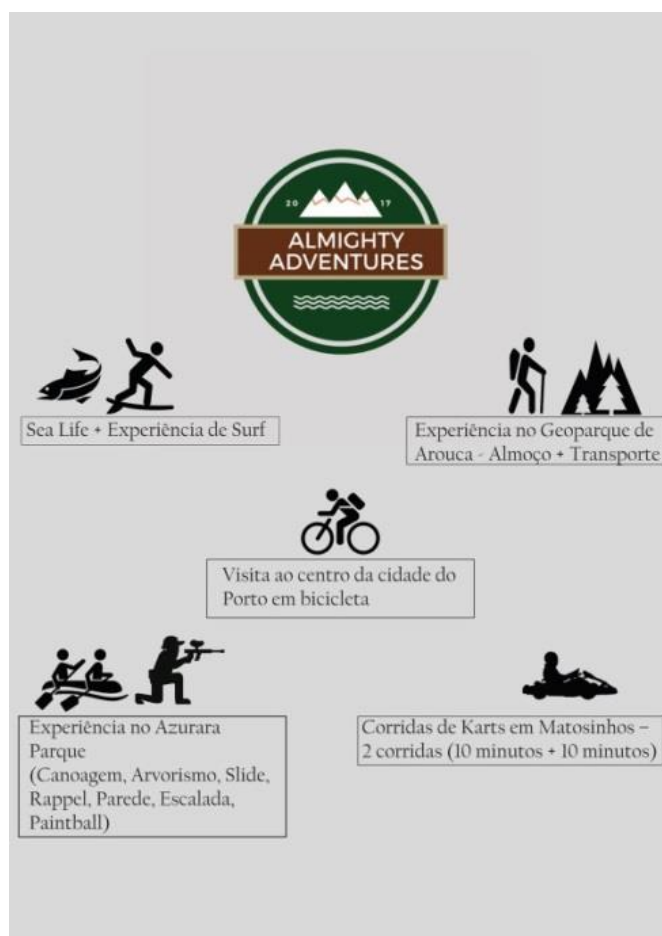 20 17
ALMIGHTY
ADVENTURES
Sea Life + Experiência de Surf
Experiência no Geoparque de
Arouca - Almoço + Transporte
Visita ao centro da cidade do
Porto em bicicleta
Experiência no Azurara
Parque
(Canoagem, Arvorismo, Slide,
Rappel, Parede, Escalada,
Paintball)
Corridas de Karts em Matosinhos –
2 corridas (10 minutos + 10 minutos)